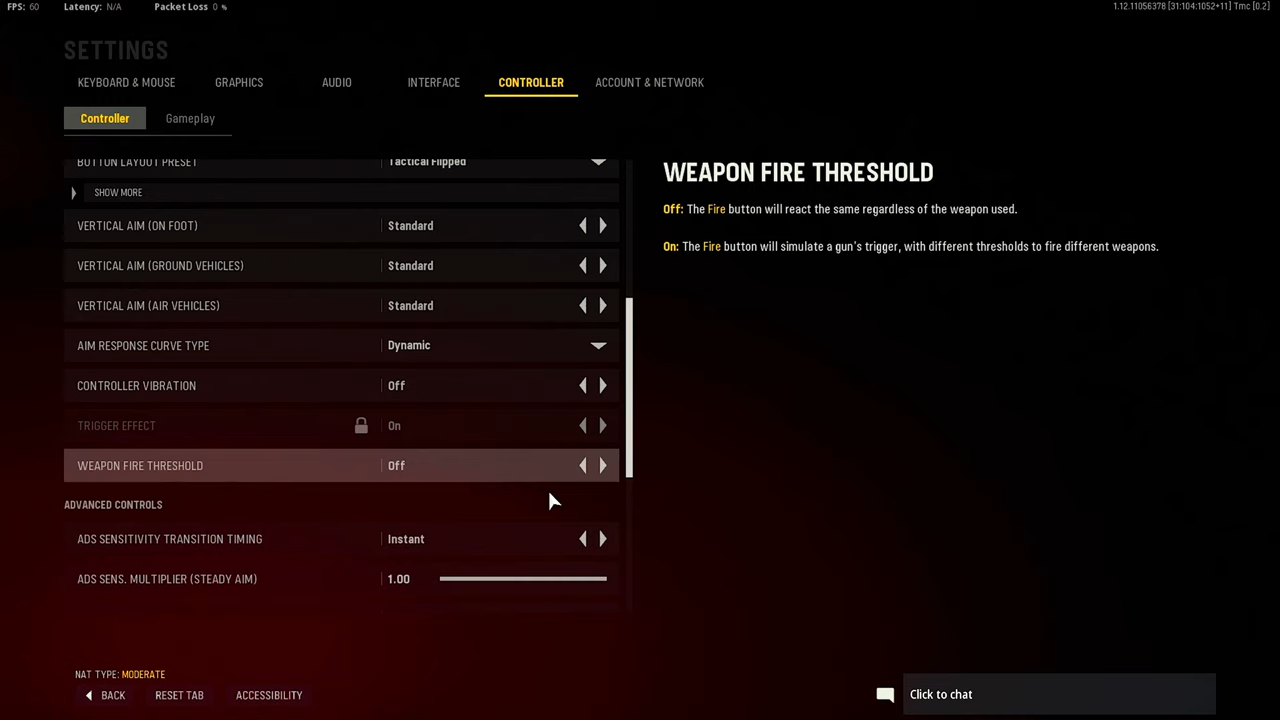 FPS: 60 Latency: N/A Packet Loss 0 % 1.12.11056378 [31:104:1052+11] Tmc [0.2]
SETTINGS
KEYBOARD & MOUSE GRAPHICS AUDIO INTERFACE CONTROLLER ACCOUNT & NETWORK
Controller Gameplay
BUTTON LAYOUT PRESET Tactical Flipped
SHOW MORE
VERTICAL AIM (ON FOOT) Standard
VERTICAL AIM (GROUND VEHICLES) Standard
VERTICAL AIM (AIR VEHICLES) Standard
AIM RESPONSE CURVE TYPE Dynamic
CONTROLLER VIBRATION Off
TRIGGER EFFECT On
WEAPON FIRE THRESHOLD Off
ADVANCED CONTROLS
ADS SENSITIVITY TRANSITION TIMING Instant
ADS SENS. MULTIPLIER (STEADY AIM) 1.00
WEAPON FIRE THRESHOLD
Off: The Fire button will react the same regardless of the weapon used.
On: The Fire button will simulate a gun's trigger, with different thresholds to fire different weapons.
NAT TYPE: MODERATE
BACK RESET TAB ACCESSIBILITY
Click to chat